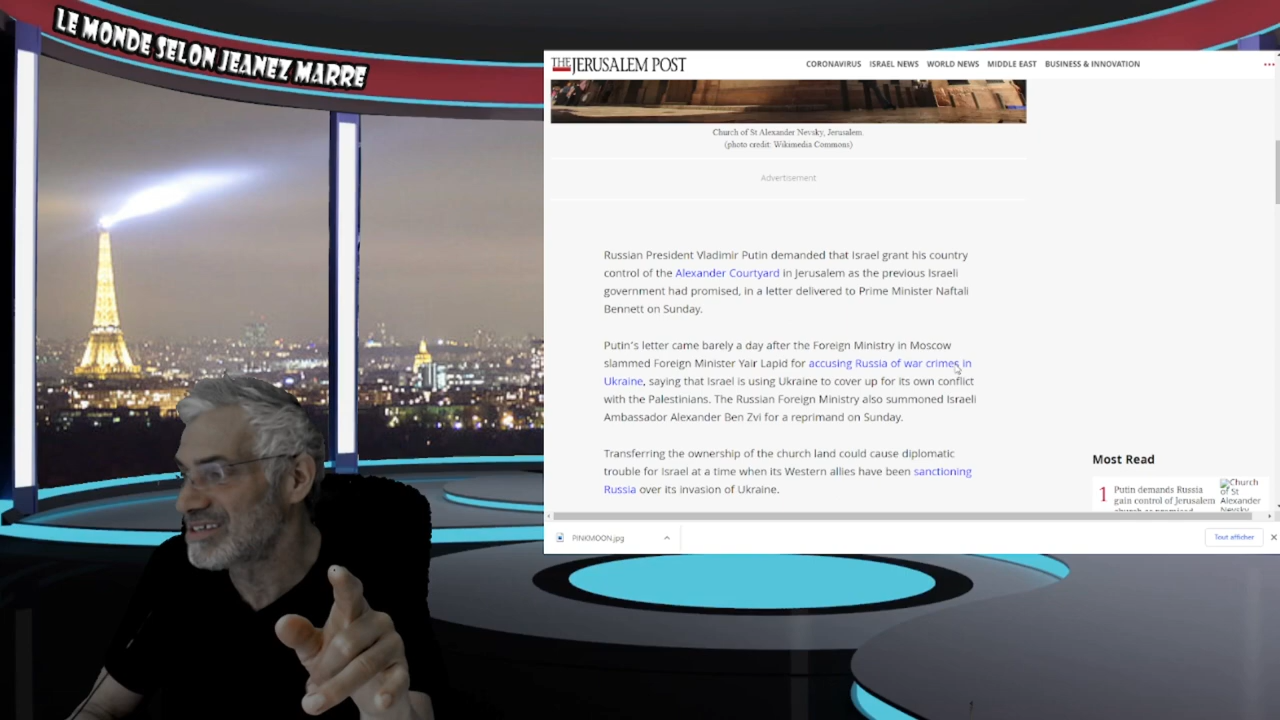 LE MONDE SELON JEANEZ MARRE
THE JERUSALEM POST
CORONAVIRUS ISRAEL NEWS WORLD NEWS MIDDLE EAST BUSINESS & INNOVATION
Church of St Alexander Nevsky, Jerusalem.
(photo credit: Wikimedia Commons)
Advertisement
Russian President Vladimir Putin demanded that Israel grant his country
control of the Alexander Courtyard in Jerusalem as the previous Israeli
government had promised, in a letter delivered to Prime Minister Naftali
Bennett on Sunday.
Putin's letter came barely a day after the Foreign Ministry in Moscow
slammed Foreign Minister Yair Lapid for accusing Russia of war crimes in
Ukraine, saying that Israel is using Ukraine to cover up for its own conflict
with the Palestinians. The Russian Foreign Ministry also summoned Israeli
Ambassador Alexander Ben Zvi for a reprimand on Sunday.
Transferring the ownership of the church land could cause diplomatic
trouble for Israel at a time when its Western allies have been sanctioning
Russia over its invasion of Ukraine.
Most Read
1 Putin demands Russia
gain control of Jerusalem
church as promised
Church of
St
Alexander
Nevsky
PINKMOON.jpg
Tout afficher